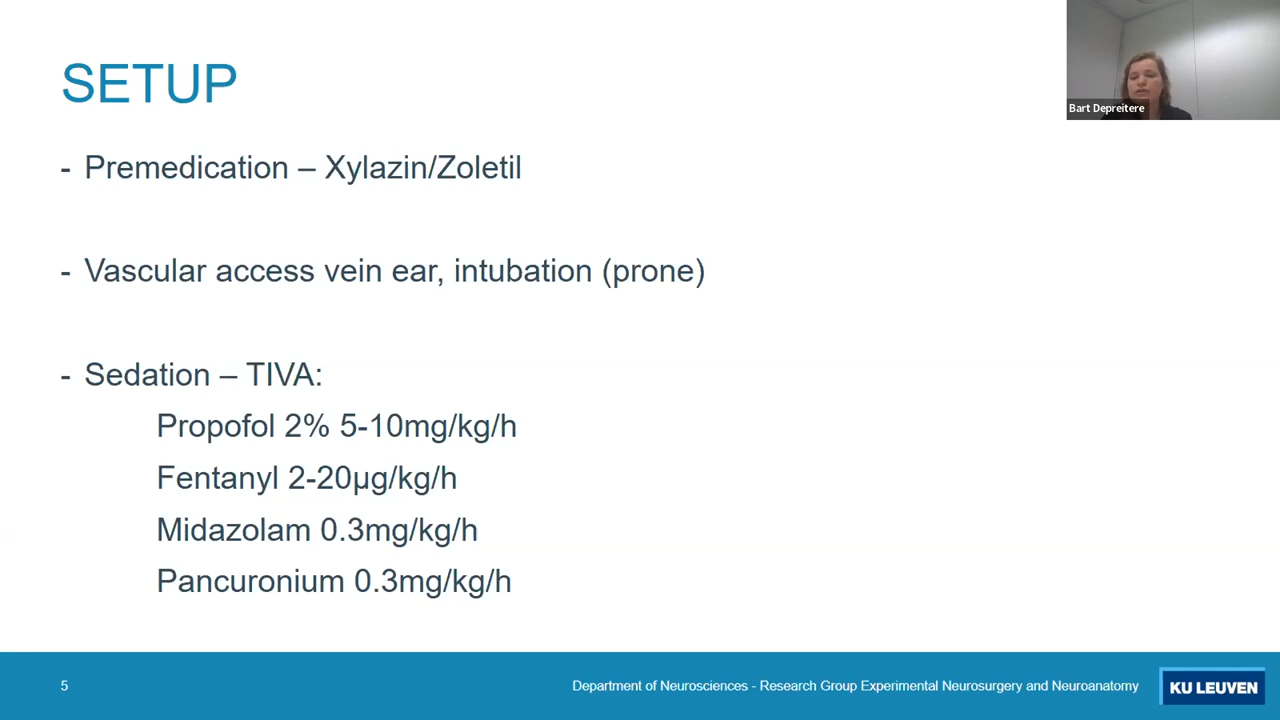 SETUP
Bart Depreitere
- Premedication – Xylazin/Zoletil
- Vascular access vein ear, intubation (prone)
- Sedation – TIVA:
Propofol 2% 5-10mg/kg/h
Fentanyl 2-20µg/kg/h
Midazolam 0.3mg/kg/h
Pancuronium 0.3mg/kg/h
5
Department of Neurosciences - Research Group Experimental Neurosurgery and Neuroanatomy
KU LEUVEN